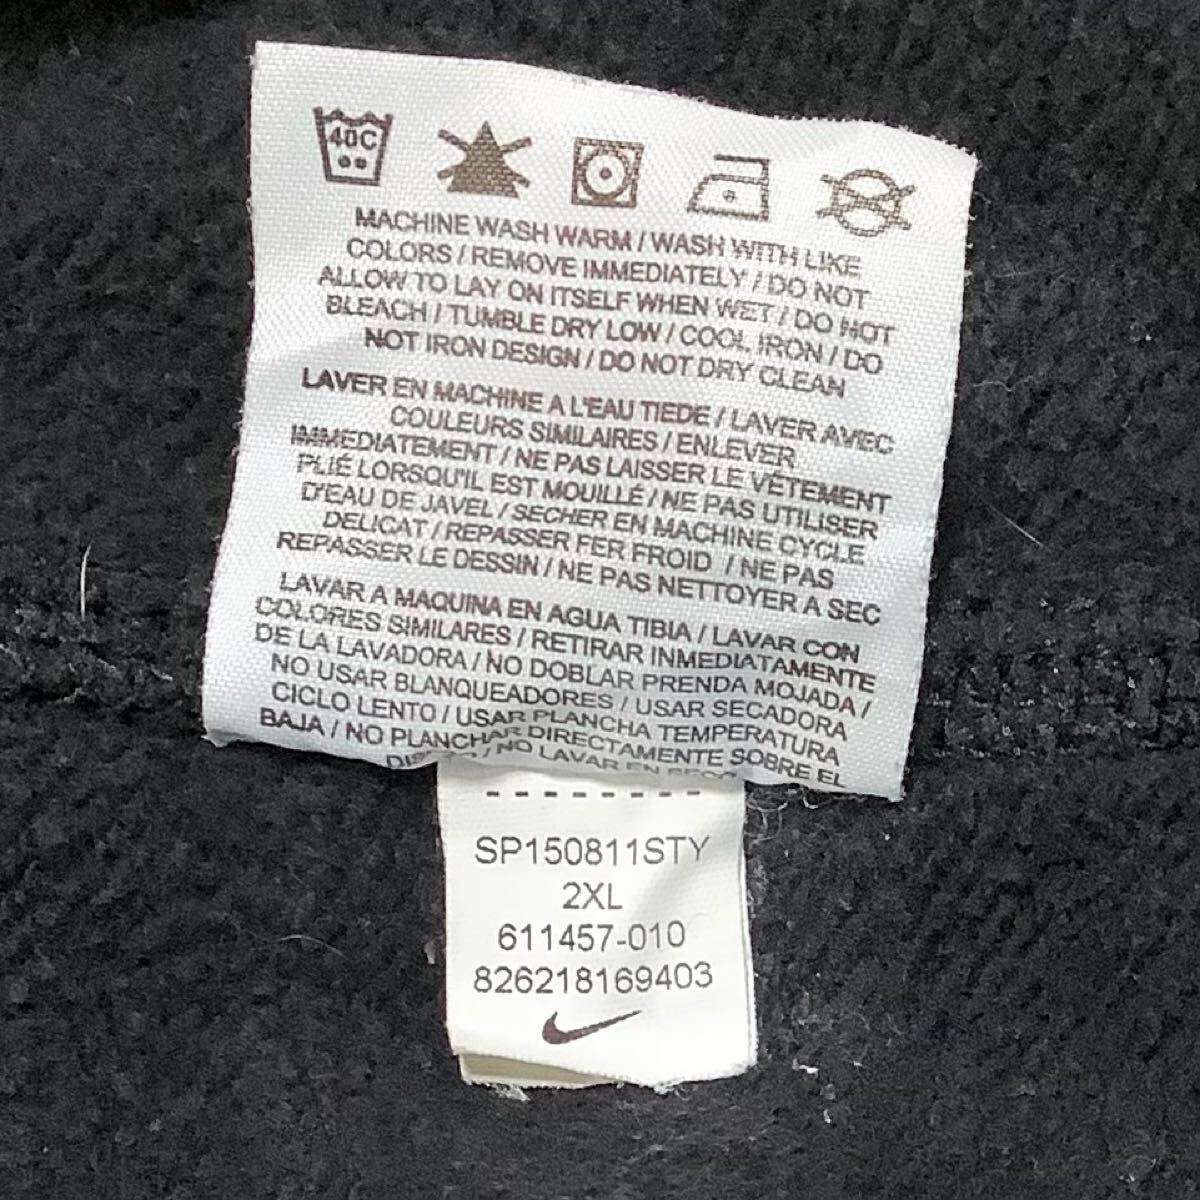 40C
MACHINE WASH WARM / WASH WITH LIKE
COLORS / REMOVE IMMEDIATELY / DO NOT
ALLOW TO LAY ON ITSELF WHEN WET / DO NOT
BLEACH / TUMBLE DRY LOW / COOL IRON / DO
NOT IRON DESIGN / DO NOT DRY CLEAN
LAVER EN MACHINE A L'EAU TIEDE / LAVER AVEC
COULEURS SIMILAIRES / ENLEVER
IMMEDIATEMENT / NE PAS LAISSER LE VÊTEMENT
PLIÉ LORSQU'IL EST MOUILLÉ / NE PAS UTILISER
D'EAU DE JAVEL / SECHER EN MACHINE CYCLE
DELICAT / REPASSER FER FROID / NE PAS
REPASSER LE DESSIN / NE PAS NETTOYER A SEC
LAVAR A MAQUINA EN AGUA TIBIA / LAVAR CON
COLORES SIMILARES / RETIRAR INMEDIATAMENTE
DE LA LAVADORA / NO DOBLAR PRENDA MOJADA /
NO USAR BLANQUEADORES / USAR SECADORA
CICLO LENTO / USAR PLANCHA TEMPERATURA
BAJA / NO PLANCHAR DIRECTAMENTE SOBRE EL
/ NO LAVAR EN
SP150811STY
2XL
611457-010
826218169403